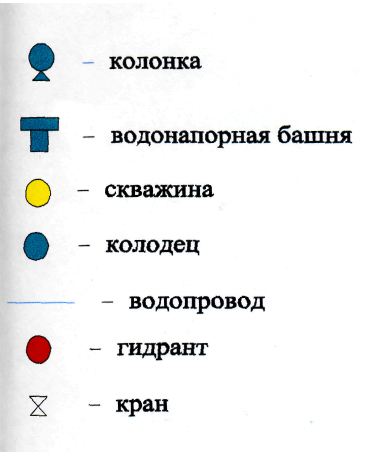 – колонка
– водонапорная башня
– скважина
– колодец
– водопровод
– гидрант
– кран